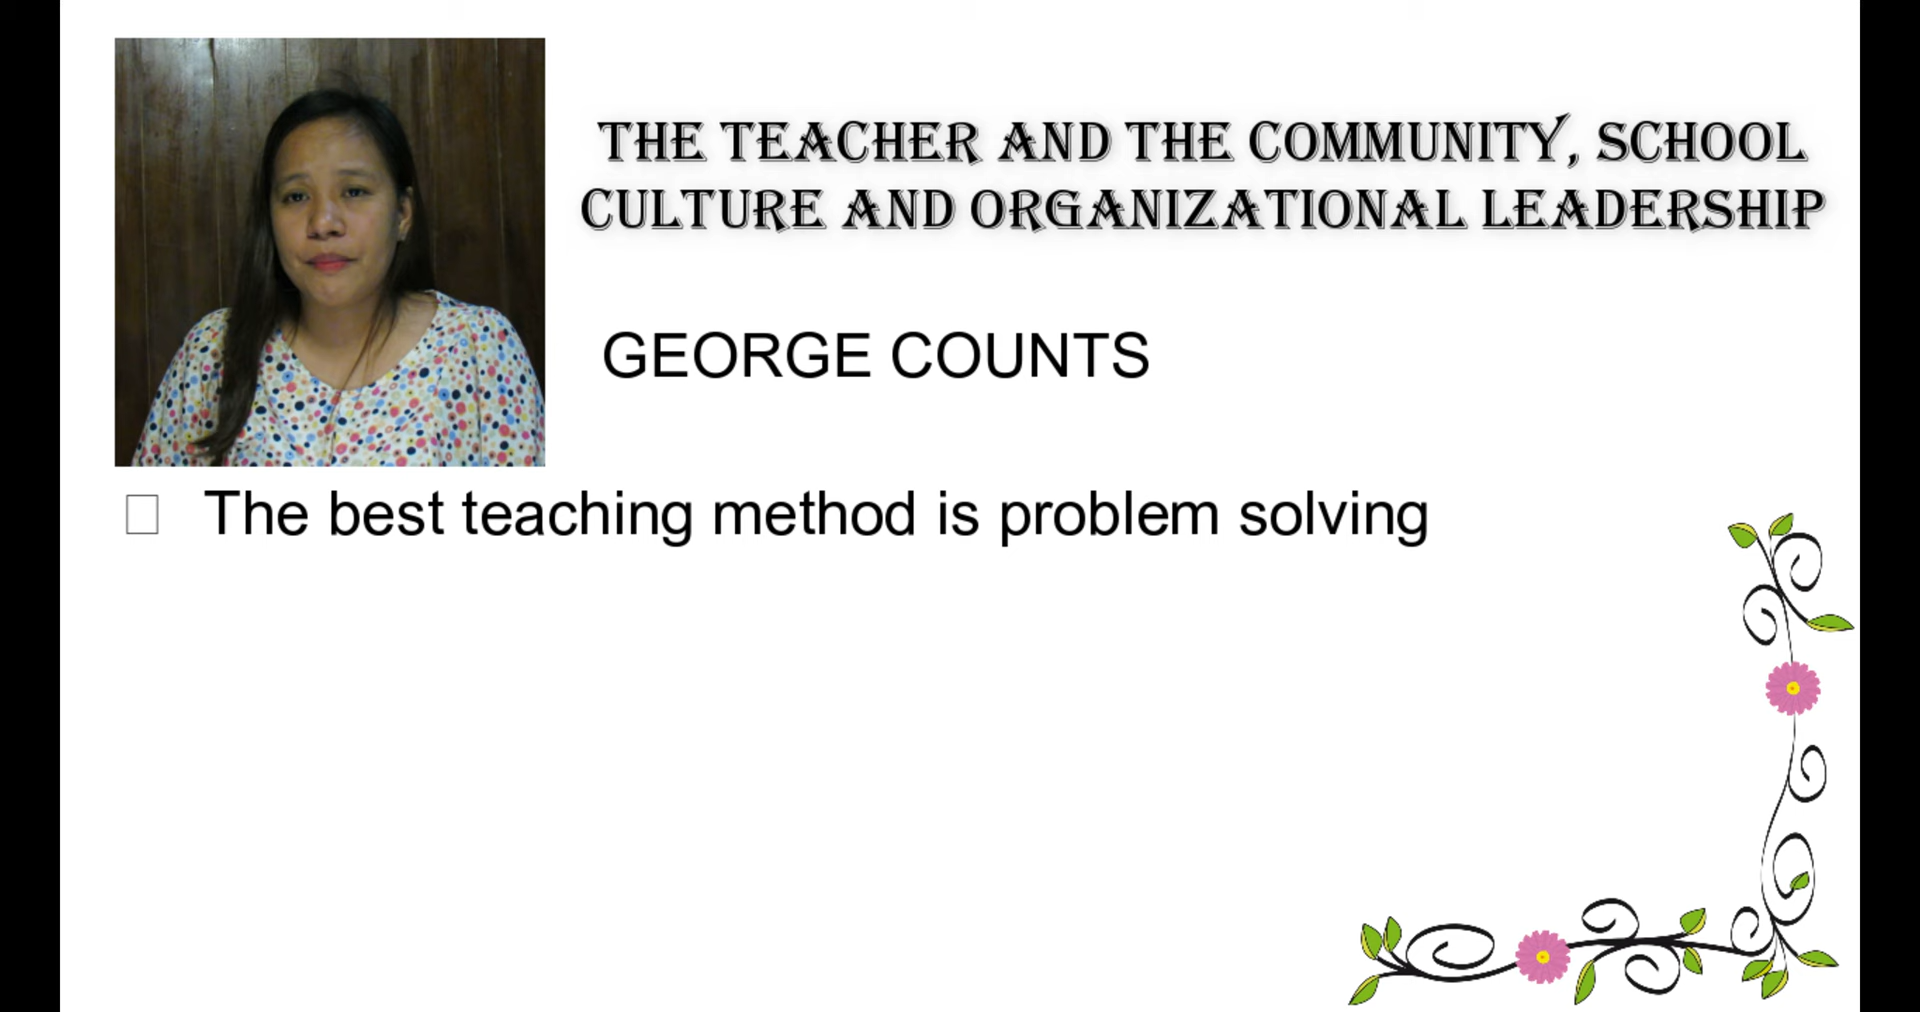 THE TEACHER AND THE COMMUNITY, SCHOOL
CULTURE AND ORGANIZATIONAL LEADERSHIP
GEORGE COUNTS
The best teaching method is problem solving